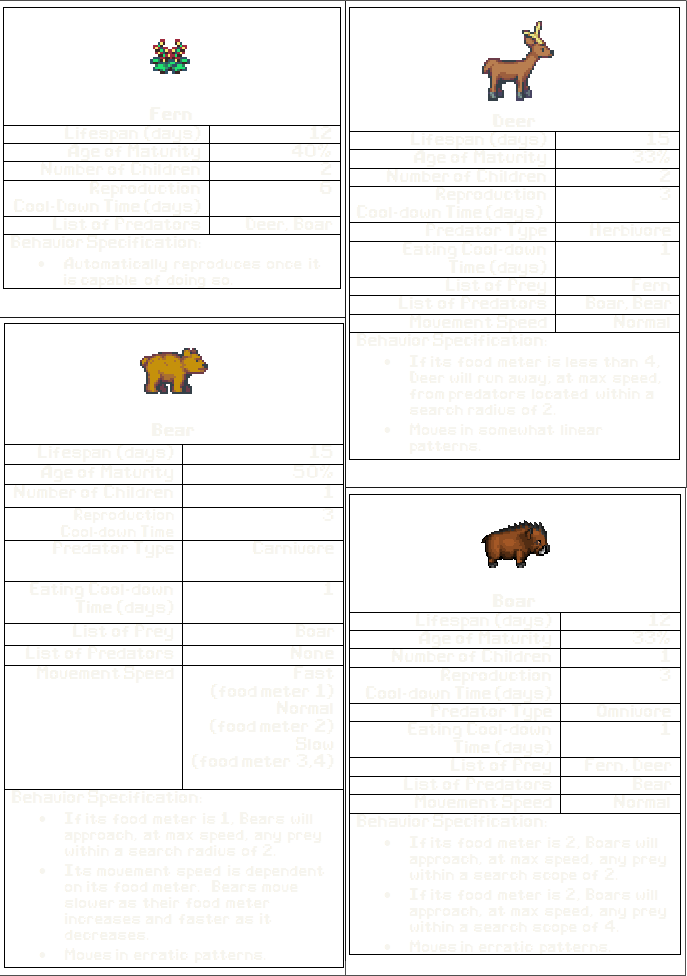 Fern
Lifespan (days) 12
Age of Maturity 40%
Number of Children 2
Reproduction 6
Cool-Down Time (days)
List of Predators Deer, Boar
Behavior Specification:
• Automatically reproduces once it
is capable of doing so.
Deer
Lifespan (days) 15
Age of Maturity 33%
Number of Children 2
Reproduction 3
Cool-down Time (days)
Predator Type Herbivore
Eating Cool-down 1
Time (days)
List of Prey Fern
List of Predators Boar, Bear
Movement Speed Normal
Behavior Specification:
• If its food meter is less than 4,
Deer will run away, at max speed,
from predators located within a
search radius of 2
• Moves in somewhat linear
patterns.
Bear
Lifespan (days) 15
Age of Maturity 50%
Number of Children 1
Reproduction 3
Cool-down Time
Predator Type Carnivore
Eating Cool-down 1
Time (days)
List of Prey Boar
List of Predators None
Movement Speed Fast
(food meter 1)
Normal
(food meter 2)
Slow
(food meter 3,4)
Behavior Specification:
• If its food meter is 1, Bears will
approach, at max speed, any prey
within a search radius of 2
• Its movement speed is dependent
on its food meter. Bears move
slower as their food meter
increases and faster as it
decreases.
• Moves in erratic patterns.
Boar
Lifespan (days) 12
Age of Maturity 33%
Number of Children 1
Reproduction 3
Cool-down Time (days)
Predator Type Omnivore
Eating Cool-down 1
Time (days)
List of Prey Fern, Deer
List of Predators Bear
Movement Speed Normal
Behavior Specification:
• If its food meter is 2, Boars will
approach, at max speed, any prey
within a search scope of 2.
• If its food meter is 2, Boars will
approach, at max speed, any prey
within a search scope of 4
• Moves in erratic patterns.